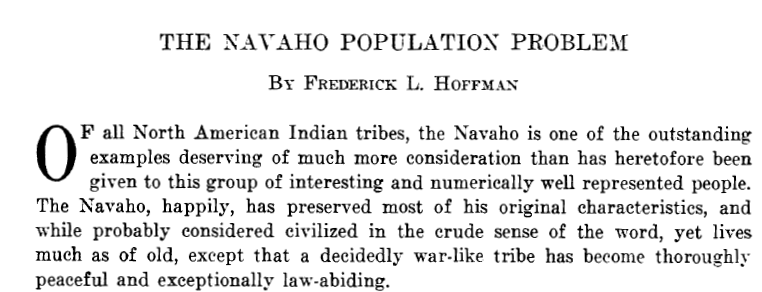 THE NAVAHO POPULATION PROBLEM
By Frederick L. Hoffman
OF all North American Indian tribes, the Navaho is one of the outstanding
examples deserving of much more consideration than has heretofore been
given to this group of interesting and numerically well represented people.
The Navaho, happily, has preserved most of his original characteristics, and
while probably considered civilized in the crude sense of the word, yet lives
much as of old, except that a decidedly war-like tribe has become thoroughly
peaceful and exceptionally law-abiding.